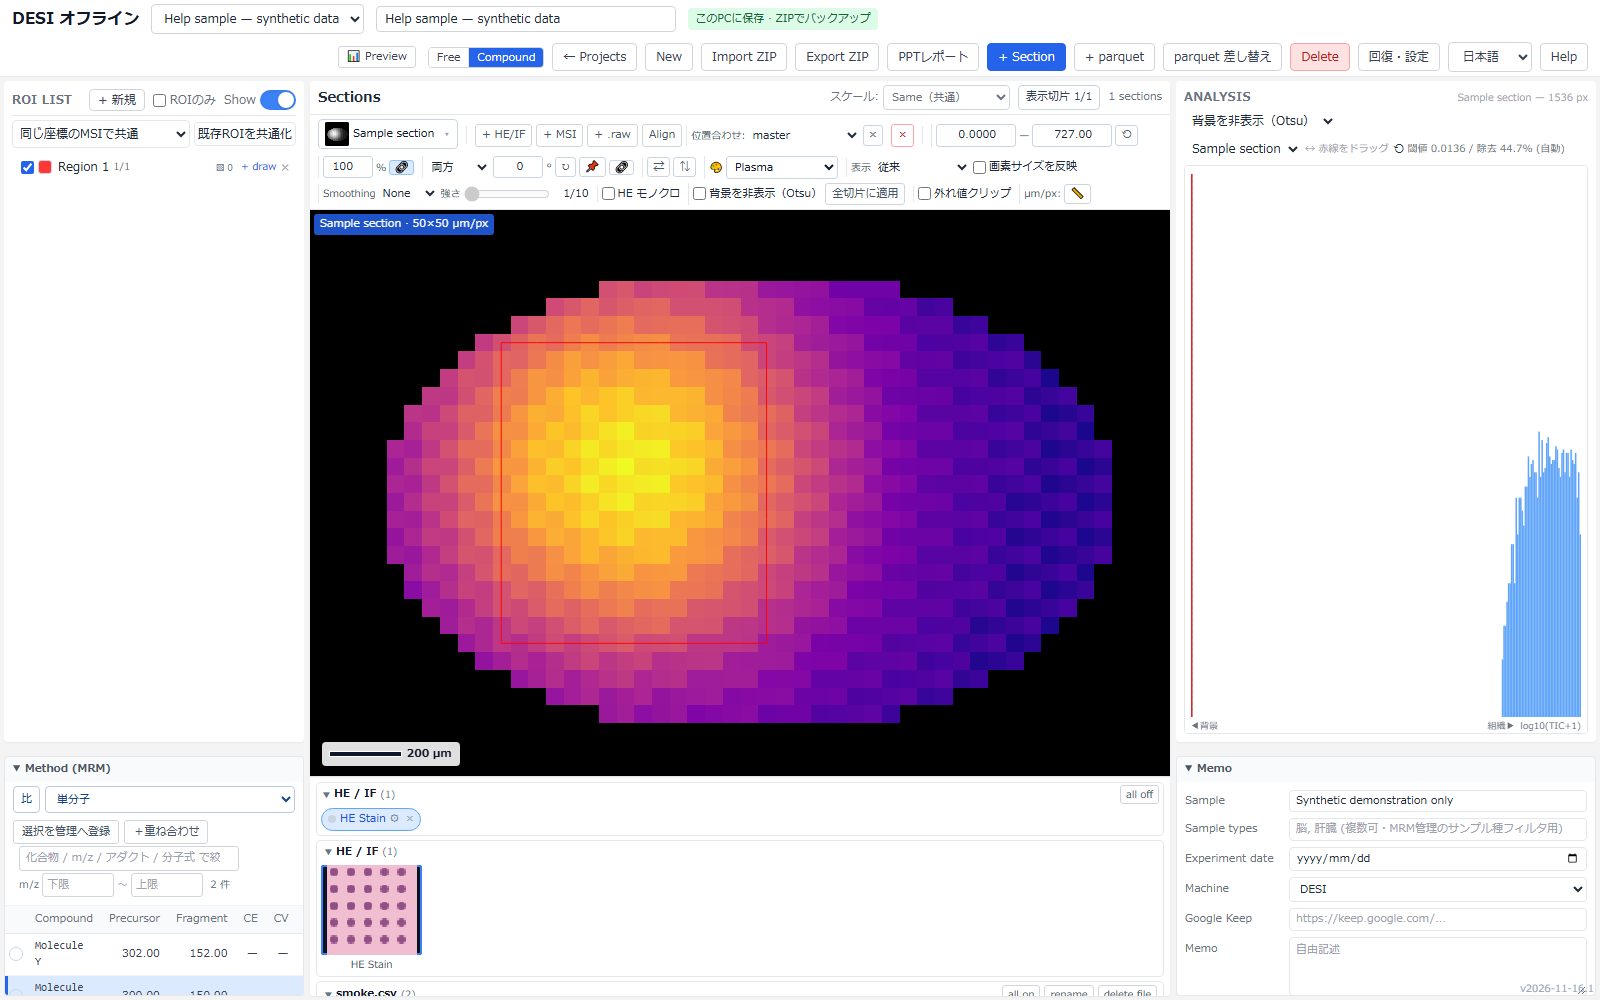 DESI オフライン Help sample — synthetic data Help sample — synthetic data このPCに保存・ZIPでバックアップ
Preview Free Compound ← Projects New Import ZIP Export ZIP PPTレポート + Section + parquet parquet 差し替え Delete 回復・設定 日本語 Help
ROI LIST + 新規 ROIのみ Show
同じ座標のMSIで共通 既存ROIを共通化
Region 1 1/1 0 + draw ×
Sections スケール: Same（共通） 表示切片 1/1 1 sections
Sample section + HE/IF + MSI + .raw Align 位置合わせ: master × × 0.0000 — 727.00
100 % 両方 0 ° Plasma 表示 従来 画素サイズを反映
Smoothing None 強さ 1/10 HE モノクロ 背景を非表示（Otsu） 全切片に適用 外れ値クリップ µm/px:
Sample section · 50×50 µm/px
200 µm
ANALYSIS Sample section — 1536 px
背景を非表示（Otsu）
Sample section ↔ 赤線をドラッグ 閾値 0.0136 / 除去 44.7% (自動)
◀背景 組織▶ log10(TIC+1)
▼ Method (MRM)
比 単分子
選択を管理へ登録 ＋重ね合わせ
化合物 / m/z / アダクト / 分子式 で絞
m/z 下限 ～ 上限 2 件
Compound Precursor Fragment CE CV
Molecule Y 302.00 152.00 — —
Molecule 300.00 150.00
▼ HE / IF (1) all off
HE Stain ×
▼ HE / IF (1)
HE Stain
▼ smoke.csv (2) all on rename delete file
▼ Memo
Sample Synthetic demonstration only
Sample types 脳, 肝臓 (複数可・MRM管理のサンプル種フィルタ用)
Experiment date yyyy/mm/dd
Machine DESI
Google Keep https://keep.google.com/...
Memo 自由記述